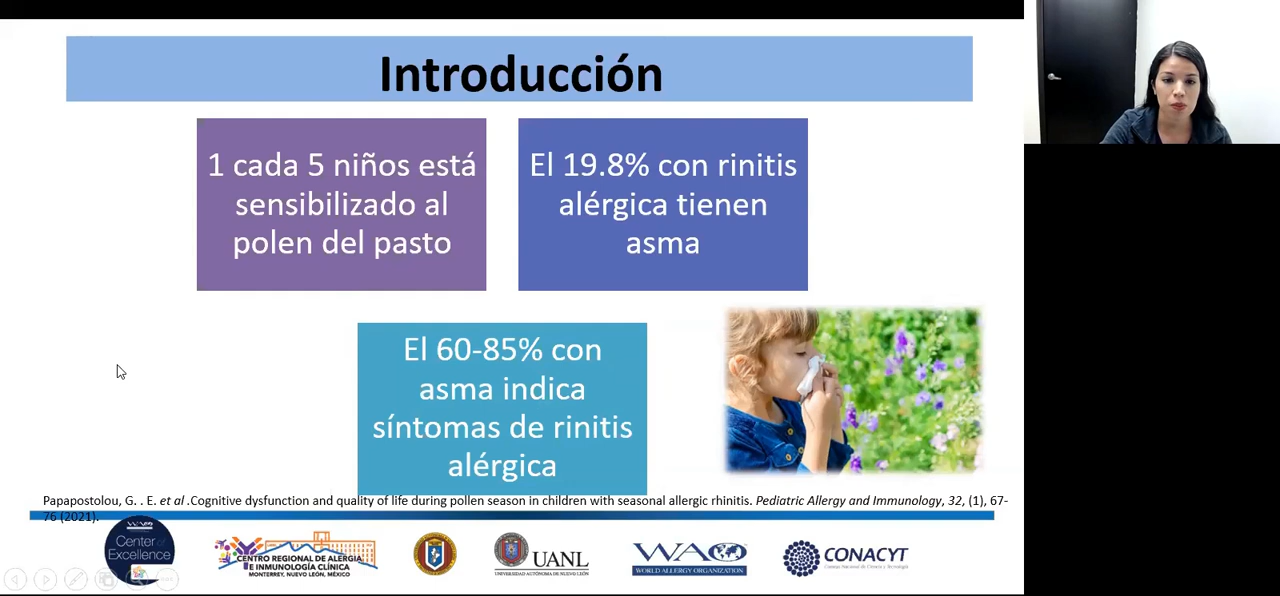 Introducción
1 cada 5 niños está
sensibilizado al
polen del pasto
El 19.8% con rinitis
alérgica tienen
asma
El 60-85% con
asma indica
síntomas de rinitis
alérgica
Papapostolou, G. . E. et al .Cognitive dysfunction and quality of life during pollen season in children with seasonal allergic rhinitis. Pediatric Allergy and Immunology, 32, (1), 67-
76 (2021).
WAO
Center of
Excellence
CENTRO REGIONAL DE ALERGIA
E INMUNOLOGÍA CLÍNICA
MONTERREY, NUEVO LEÓN, MÉXICO
UANL
UNIVERSIDAD AUTÓNOMA DE NUEVO LEÓN
WAO
WORLD ALLERGY ORGANIZATION
CONACYT
Consejo Nacional de Ciencia y Tecnología